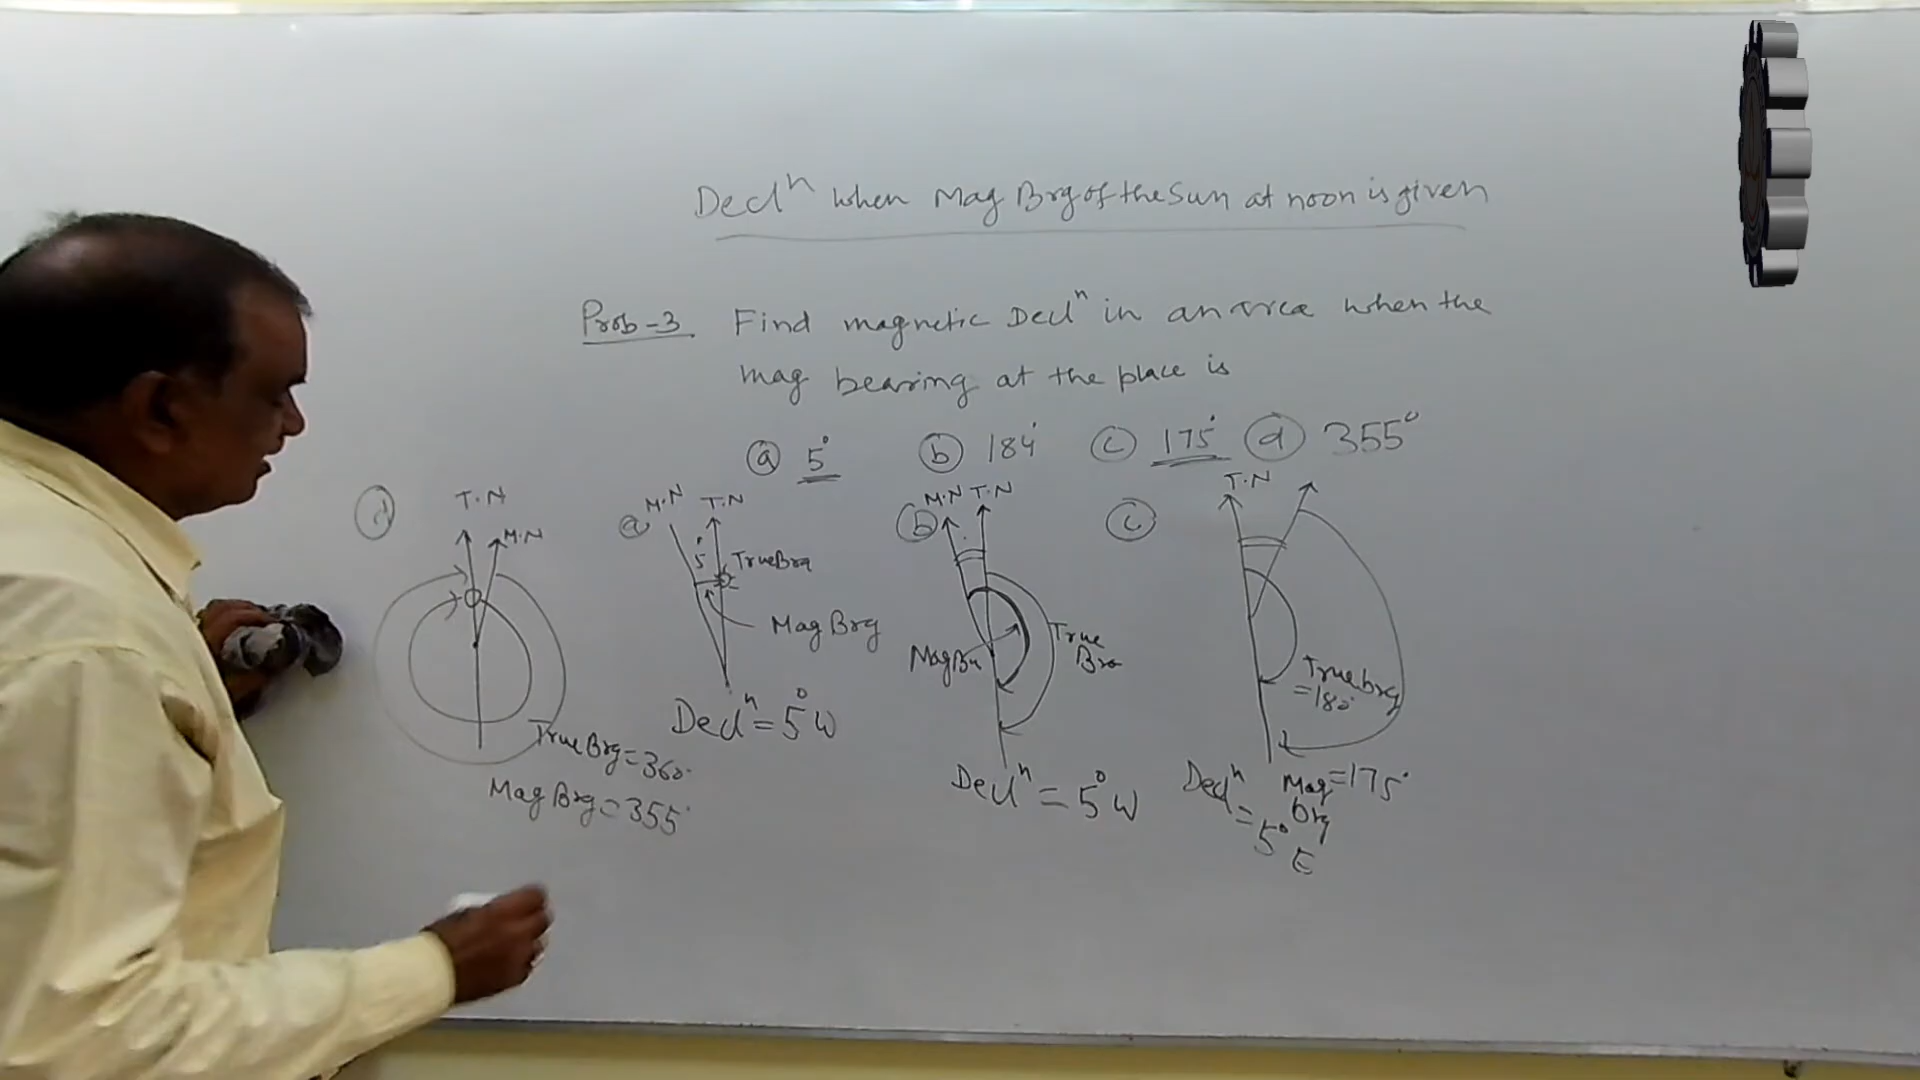 Decl^n when Mag Brg of the Sun at noon is given
Prob-3 Find magnetic Decl^n in an area when the
mag bearing at the place is
(a) 5° (b) 184° (c) 175° (d) 355°
(d)
T.N
M.N
True Brg = 360°
Mag Brg = 355°
(a)
M.N T.N
5°
True Brg
Mag Brg
Decl^n = 5° W
(b)
M.N T.N
True
Brg
Mag Br
Decl^n = 5° W
(c)
T.N
True brg
= 180°
Mag = 175°
brg
Decl^n
= 5° E